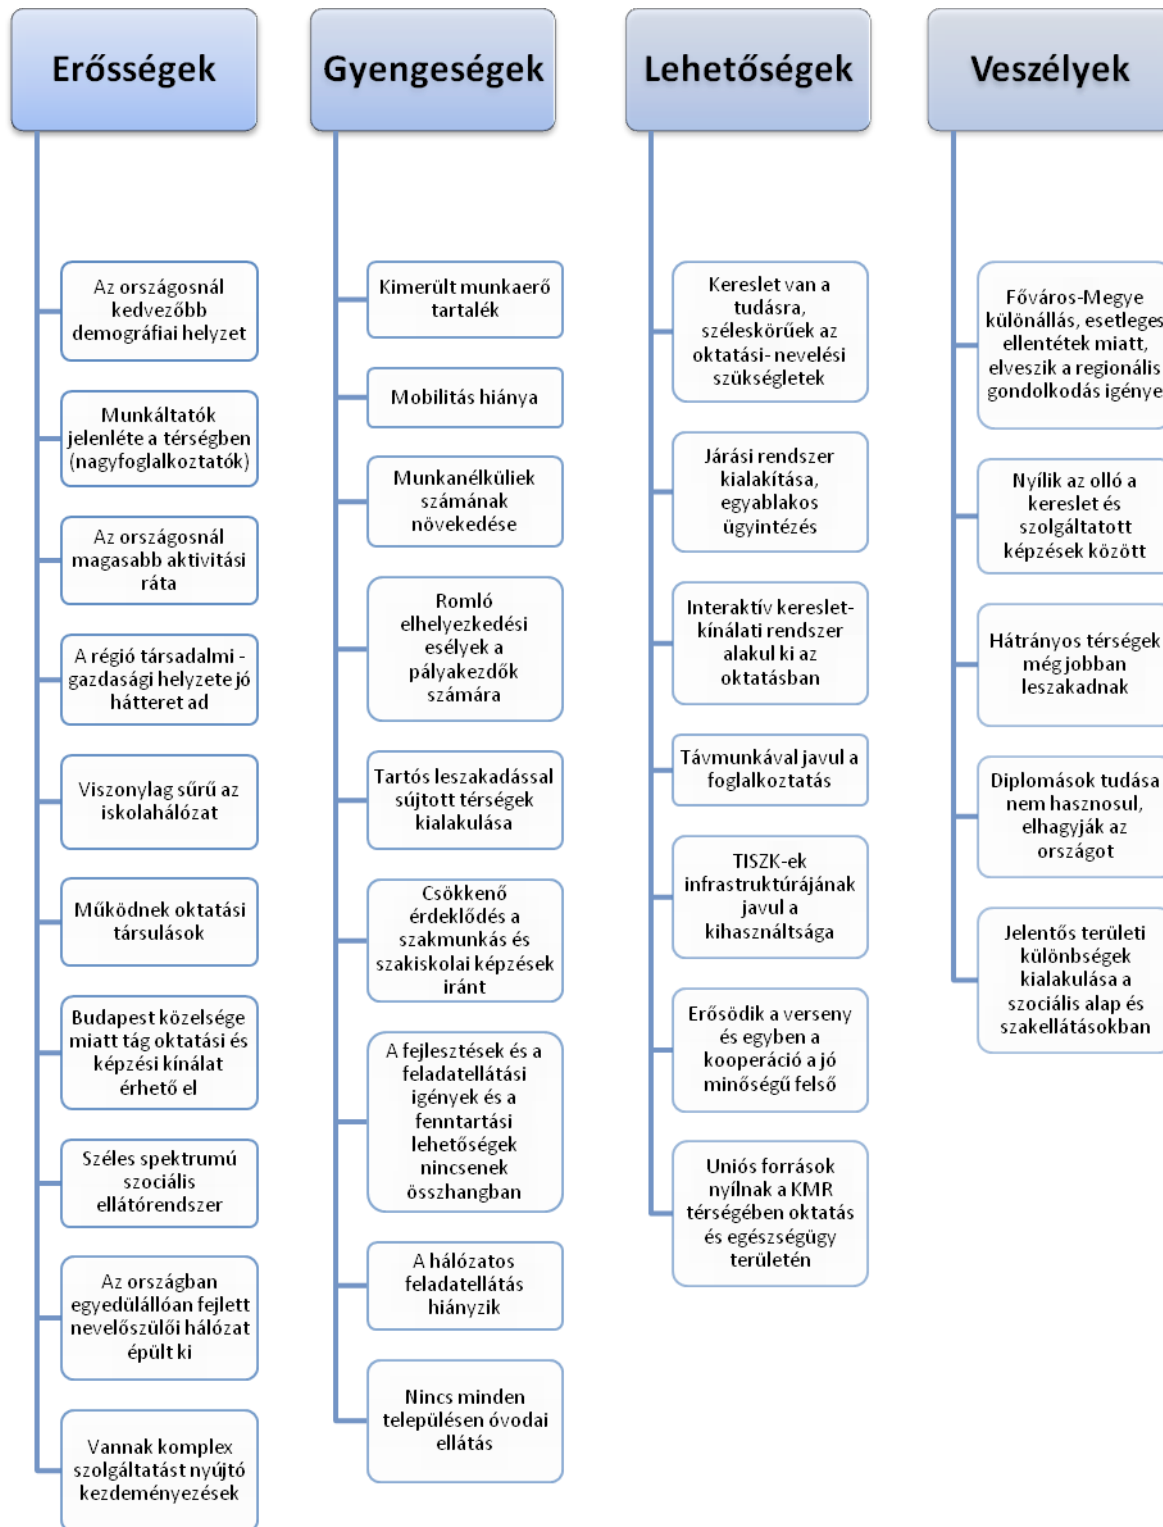 Erősségek
Az országosnál
kedvezőbb
demográfiai helyzet
Munkáltatók
jelenléte a térségben
(nagyfoglalkoztatók)
Az országosnál
magasabb aktivitási
ráta
A régió társadalmi -
gazdasági helyzete jó
hátteret ad
Viszonylag sűrű az
iskolahálózat
Működnek oktatási
társulások
Budapest közelsége
miatt tág oktatási és
képzési kínálat
érhető el
Széles spektrumú
szociális
ellátórendszer
Az országban
egyedülállóan fejlett
nevelőszülői hálózat
épült ki
Vannak komplex
szolgáltatást nyújtó
kezdeményezések
Gyengeségek
Kimerült munkaerő
tartalék
Mobilitás hiánya
Munkanélküliek
számának
növekedése
Romló
elhelyezkedési
esélyek a
pályakezdők
számára
Tartós leszakadással
sújtott térségek
kialakulása
Csökkenő
érdeklődés a
szakmunkás és
szakiskolai képzések
iránt
A fejlesztések és a
feladatellátási
igények és a
fenntartási
lehetőségek
nincsenek
összhangban
A hálózatos
feladatellátás
hiányzik
Nincs minden
településen óvodai
ellátás
Lehetőségek
Kereslet van a
tudásra,
széleskörűek az
oktatási- nevelési
szükségletek
Járási rendszer
kialakítása,
egyablakos
ügyintézés
Interaktív kereslet-
kínálati rendszer
alakul ki az
oktatásban
Távmunkával javul a
foglalkoztatás
TISZK-ek
infrastruktúrájának
javul a
kihasználtsága
Erősödik a verseny
és egyben a
kooperáció a jó
minőségű felső
Uniós források
nyílnak a KMR
térségében oktatás
és egészségügy
területén
Veszélyek
Főváros-Megye
különállás, esetleges
ellentétek miatt,
elveszik a regionális
gondolkodás igénye
Nyílik az olló a
kereslet és
szolgáltatott
képzések között
Hátrányos térségek
még jobban
leszakadnak
Diplomások tudása
nem hasznosul,
elhagyják az
országot
Jelentős területi
különbségek
kialakulása a
szociális alap és
szakellátásokban